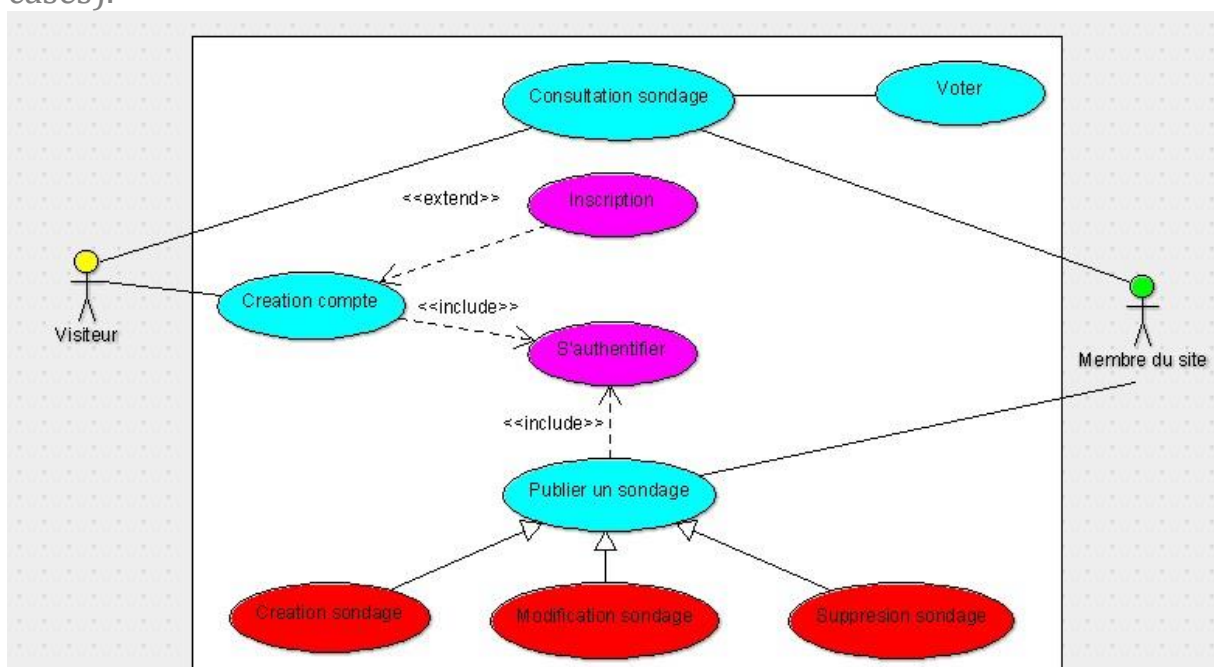 cases).
Consultation sondage
Voter
<<extend>>
Inscription
Creation compte
<<include>>
S'authentifier
Visiteur
Membre du site
<<include>>
Publier un sondage
Creation sondage
Modification sondage
Suppresion sondage